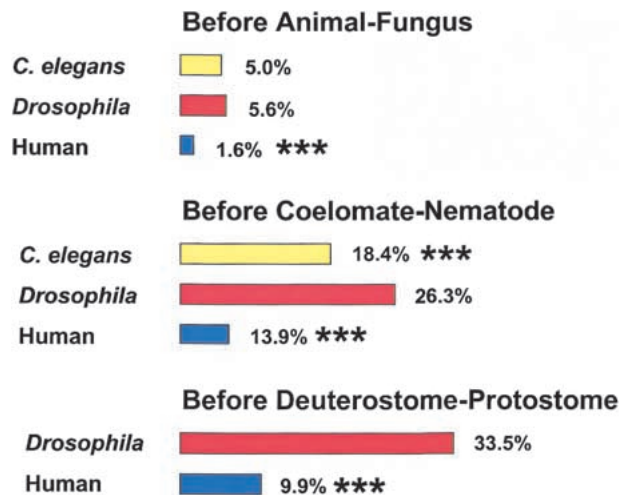 Before Animal-Fungus
C. elegans 5.0%
Drosophila 5.6%
Human 1.6% ***
Before Coelomate-Nematode
C. elegans 18.4% ***
Drosophila 26.3%
Human 13.9% ***
Before Deuterostome-Protostome
Drosophila 33.5%
Human 9.9% ***